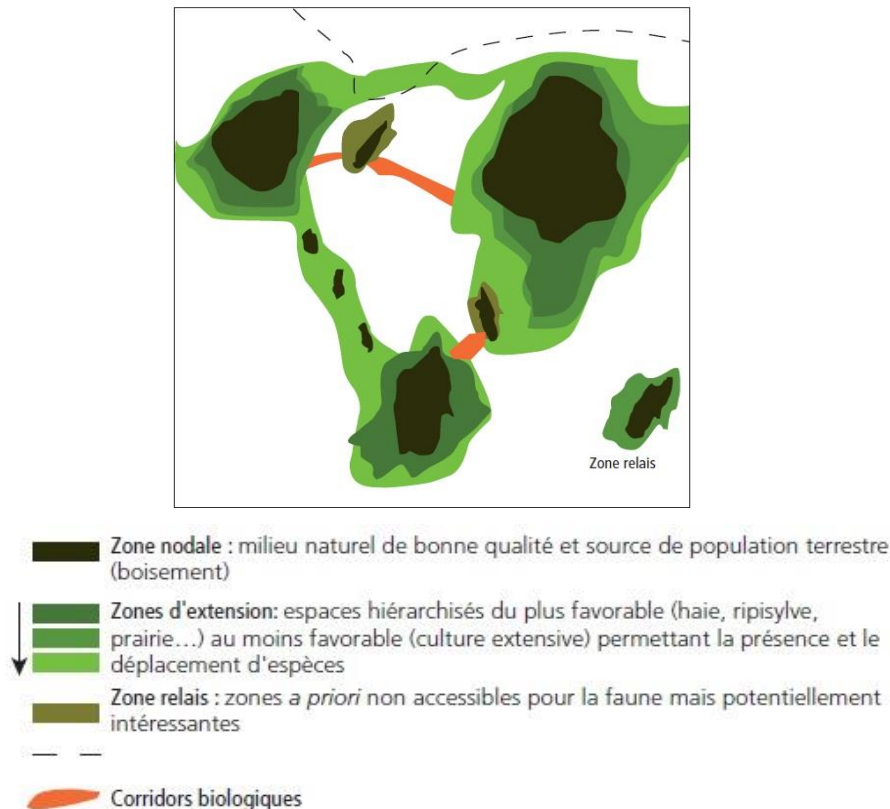 Zone relais
Zone nodale : milieu naturel de bonne qualité et source de population terrestre
(boisement)
Zones d'extension: espaces hiérarchisés du plus favorable (haie, ripisylve,
prairie...) au moins favorable (culture extensive) permettant la présence et le
déplacement d'espèces
Zone relais : zones a priori non accessibles pour la faune mais potentiellement
intéressantes
Corridors biologiques